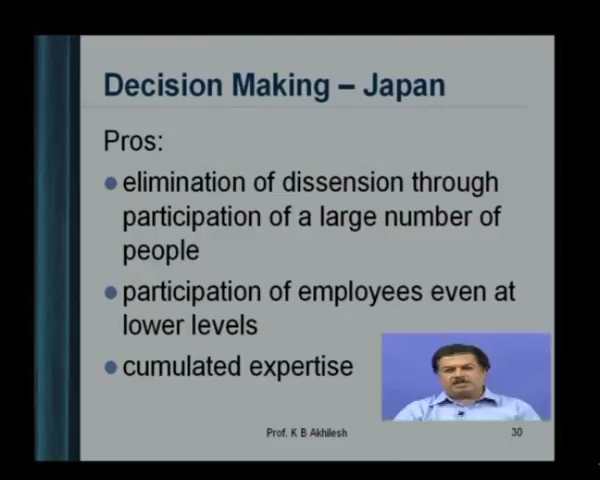 Decision Making – Japan
Pros:
elimination of dissension through
participation of a large number of
people
participation of employees even at
lower levels
cumulated expertise
Prof. K B Akhilesh
30